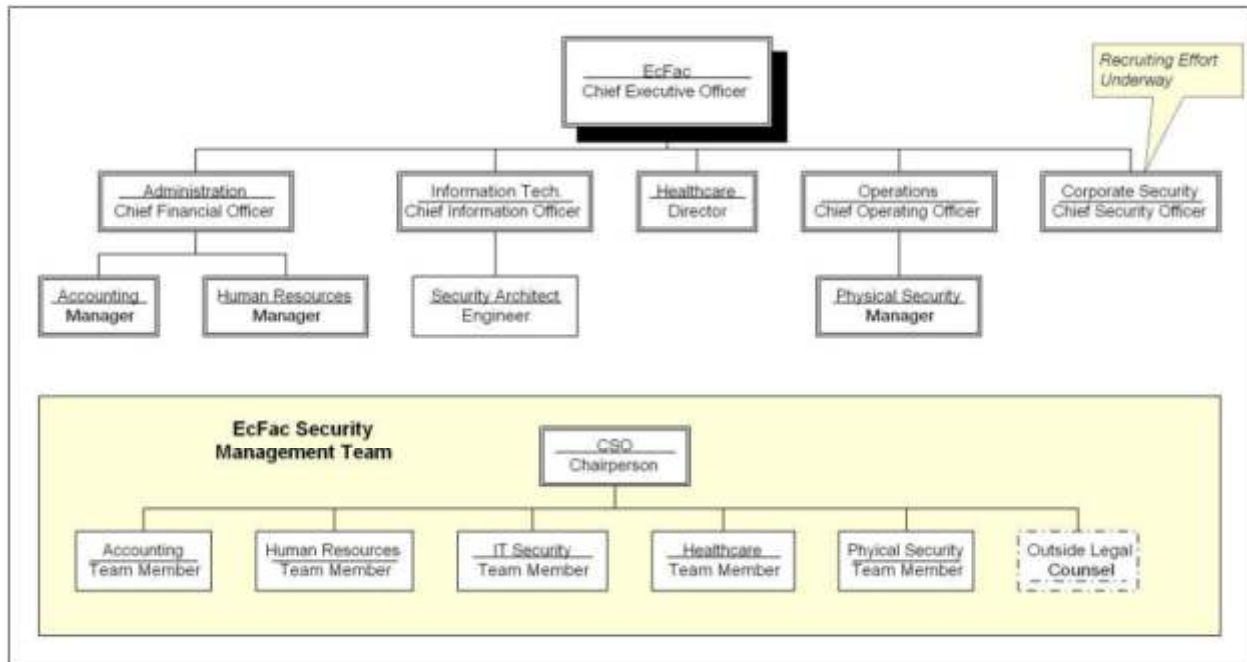 EcFac
Chief Executive Officer
Recruiting Effort
Underway
Administration
Chief Financial Officer
Information Tech.
Chief Information Officer
Healthcare
Director
Operations
Chief Operating Officer
Corporate Security
Chief Security Officer
Accounting
Manager
Human Resources
Manager
Security Architect
Engineer
Physical Security
Manager
EcFac Security
Management Team
CSO
Chairperson
Accounting
Team Member
Human Resources
Team Member
IT Security
Team Member
Healthcare
Team Member
Phyical Security
Team Member
Outside Legal
Counsel